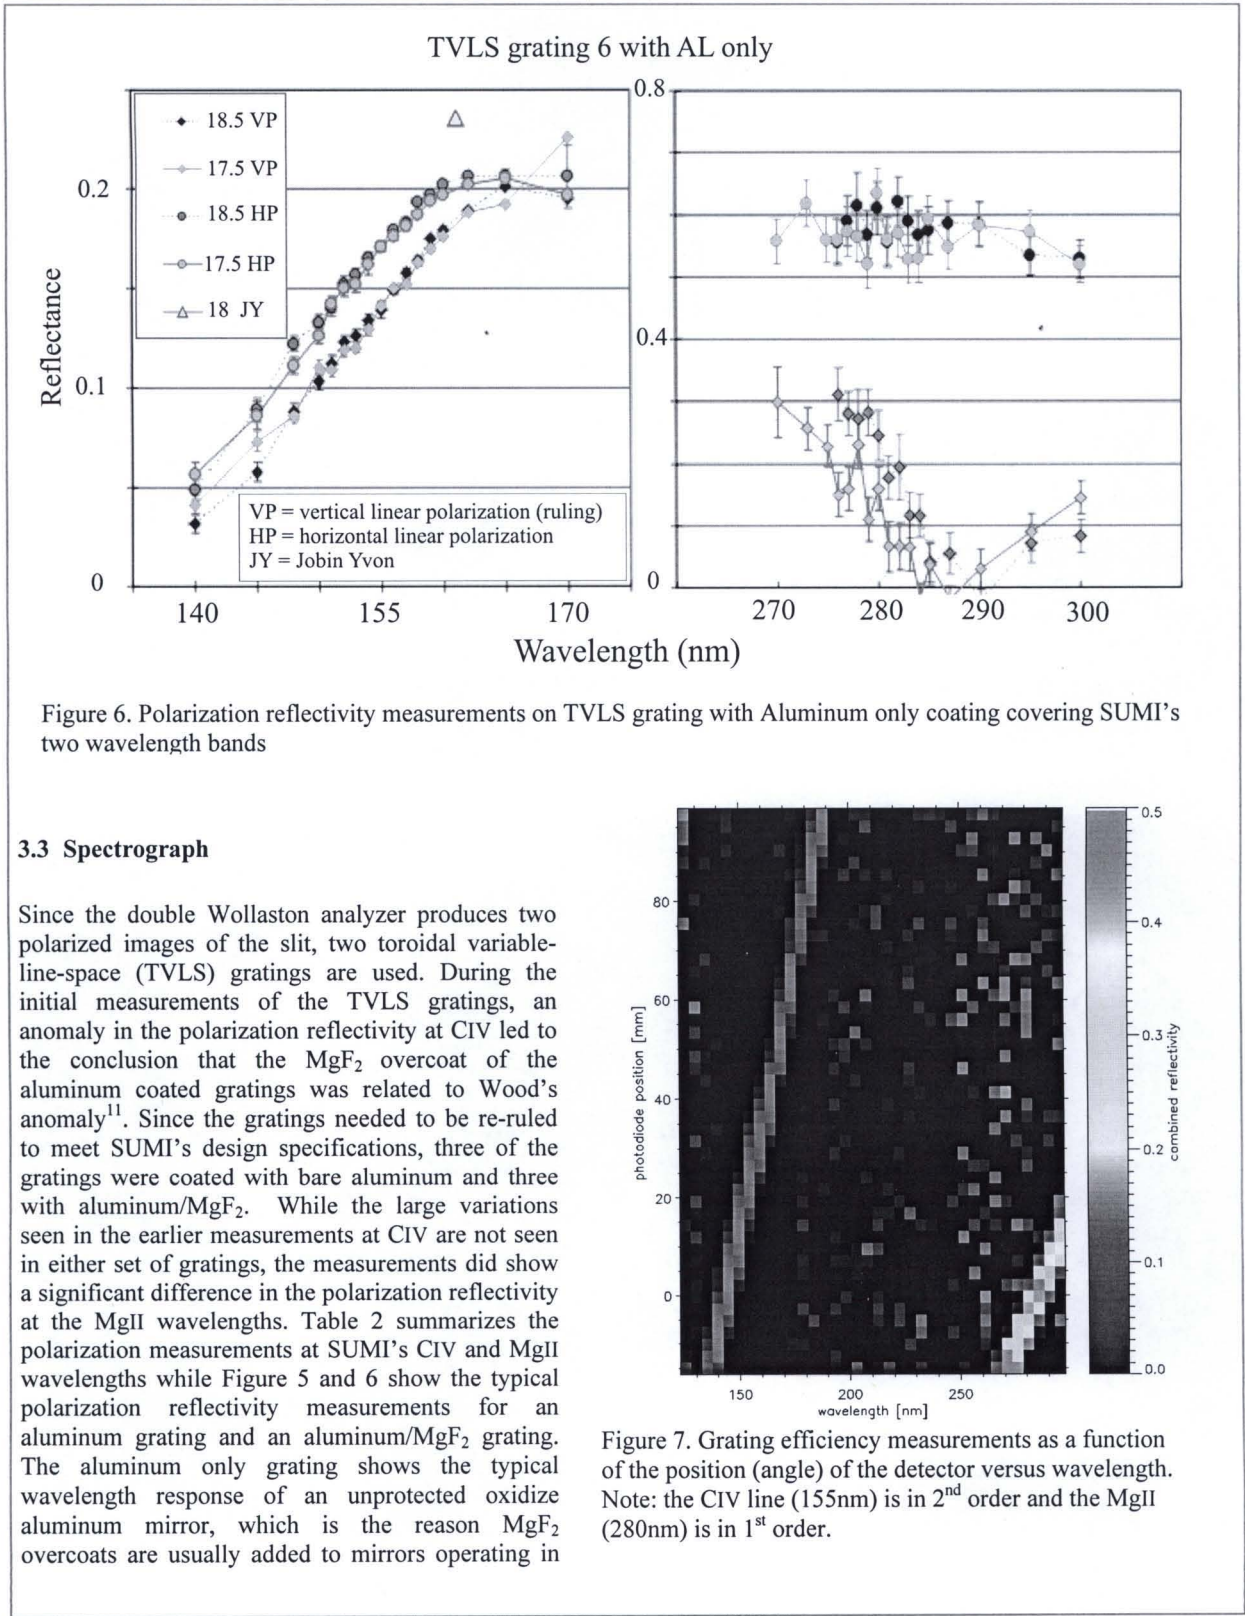 TVLS grating 6 with AL only
18.5 VP
17.5 VP
18.5 HP
17.5 HP
18 JY
VP = vertical linear polarization (ruling)
HP = horizontal linear polarization
JY = Jobin Yvon
Reflectance
0.2
0.1
0
140
155
170
0.8
0.4
0
270
280
290
300
Wavelength (nm)
Figure 6. Polarization reflectivity measurements on TVLS grating with Aluminum only coating covering SUMI's
two wavelength bands
3.3 Spectrograph
Since the double Wollaston analyzer produces two
polarized images of the slit, two toroidal variable-
line-space (TVLS) gratings are used. During the
initial measurements of the TVLS gratings, an
anomaly in the polarization reflectivity at CIV led to
the conclusion that the MgF₂ overcoat of the
aluminum coated gratings was related to Wood's
anomaly¹¹. Since the gratings needed to be re-ruled
to meet SUMI's design specifications, three of the
gratings were coated with bare aluminum and three
with aluminum/MgF₂. While the large variations
seen in the earlier measurements at CIV are not seen
in either set of gratings, the measurements did show
a significant difference in the polarization reflectivity
at the MgII wavelengths. Table 2 summarizes the
polarization measurements at SUMI's CIV and MgII
wavelengths while Figure 5 and 6 show the typical
polarization reflectivity measurements for an
aluminum grating and an aluminum/MgF₂ grating.
The aluminum only grating shows the typical
wavelength response of an unprotected oxidize
aluminum mirror, which is the reason MgF₂
overcoats are usually added to mirrors operating in
photodiode position [mm]
80
60
40
20
0
150
200
250
wavelength [nm]
0.5
0.4
0.3
0.2
0.1
0.0
combined reflectivity
Figure 7. Grating efficiency measurements as a function
of the position (angle) of the detector versus wavelength.
Note: the CIV line (155nm) is in 2ⁿᵈ order and the MgII
(280nm) is in 1ˢᵗ order.